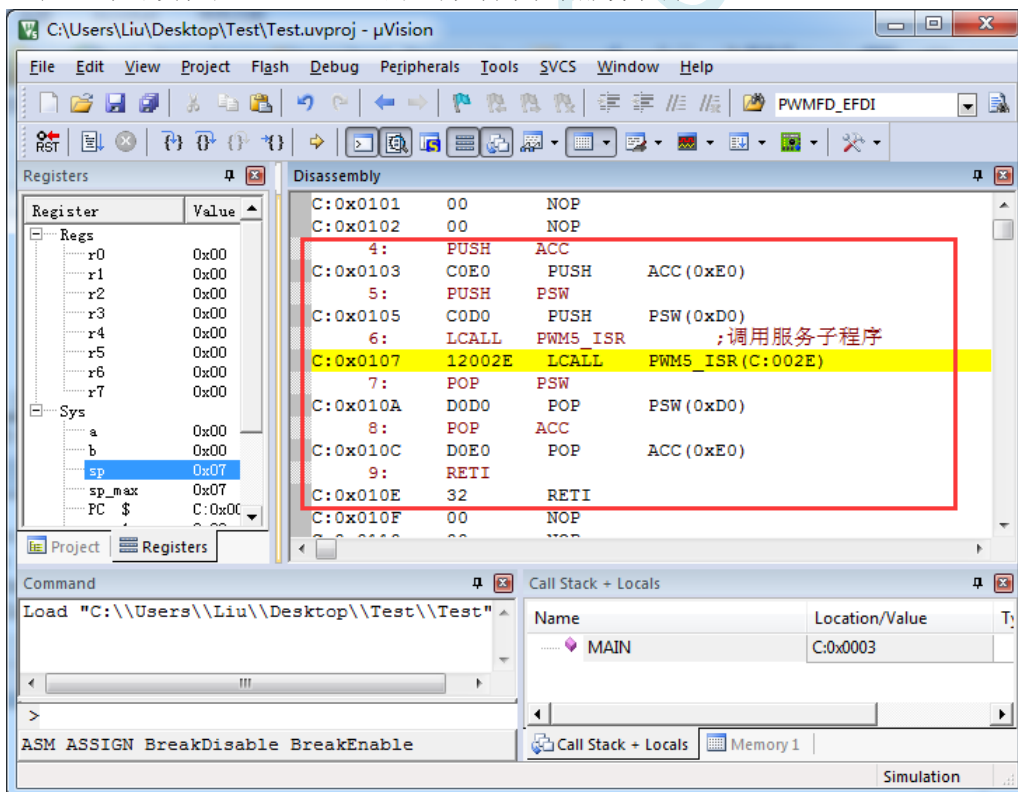 C:\Users\Liu\Desktop\Test\Test.uvproj - µVision
File Edit View Project Flash Debug Peripherals Tools SVCS Window Help
PWMFD_EFDI
RST
Registers
Disassembly
Register Value
Regs
r0 0x00
r1 0x00
r2 0x00
r3 0x00
r4 0x00
r5 0x00
r6 0x00
r7 0x00
Sys
a 0x00
b 0x00
sp 0x07
sp_max 0x07
PC $ C:0x00
C:0x0101 00 NOP
C:0x0102 00 NOP
4: PUSH ACC
C:0x0103 C0E0 PUSH ACC(0xE0)
5: PUSH PSW
C:0x0105 C0D0 PUSH PSW(0xD0)
6: LCALL PWM5_ISR ;调用服务子程序
C:0x0107 12002E LCALL PWM5_ISR(C:002E)
7: POP PSW
C:0x010A D0D0 POP PSW(0xD0)
8: POP ACC
C:0x010C D0E0 POP ACC(0xE0)
9: RETI
C:0x010E 32 RETI
C:0x010F 00 NOP
Project Registers
Command
Load "C:\\Users\\Liu\\Desktop\\Test\\Test"
>
ASM ASSIGN BreakDisable BreakEnable
Call Stack + Locals
Name Location/Value
MAIN C:0x0003
Call Stack + Locals Memory 1
Simulation